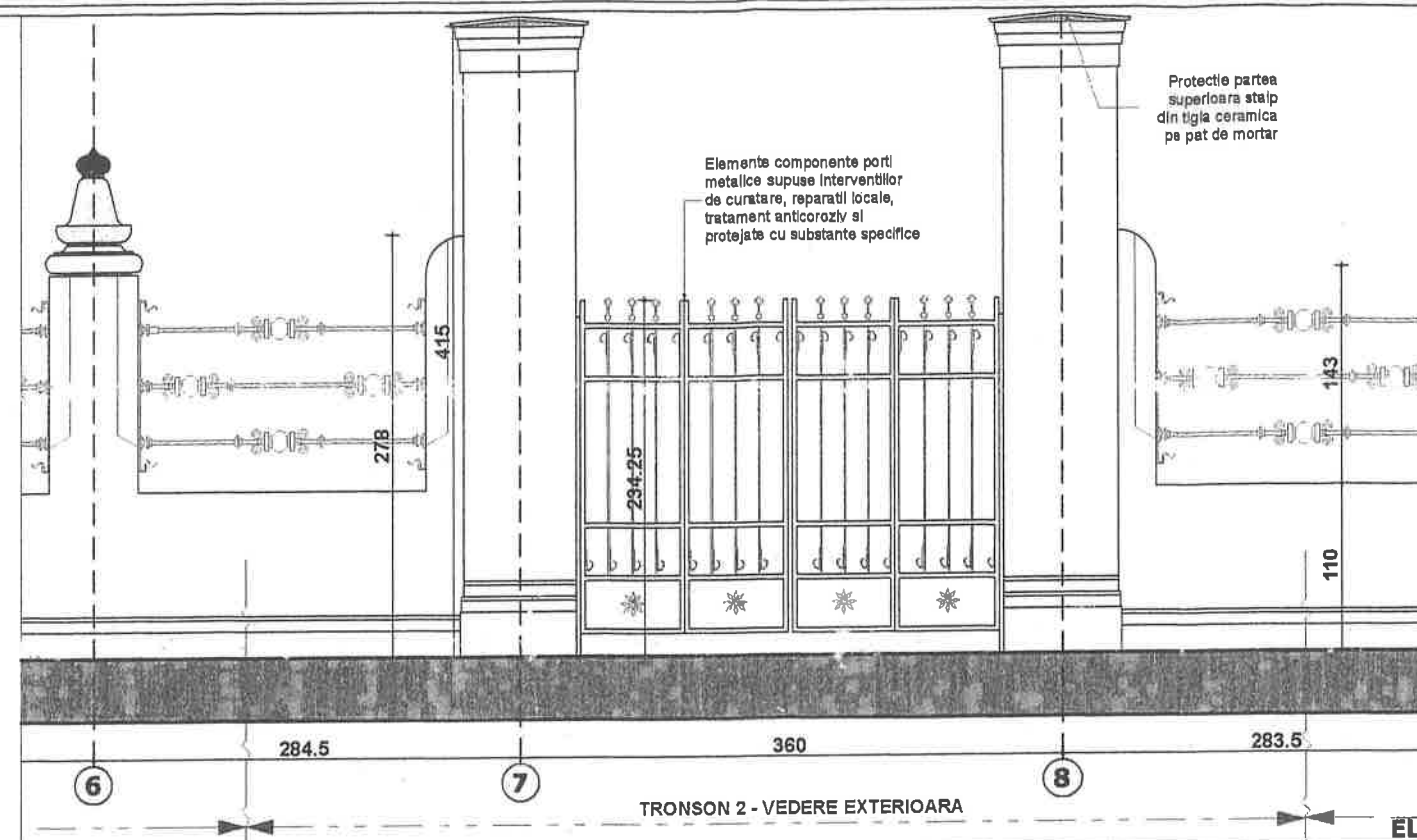 Protectie partea
superioara stalp
din tigla ceramica
pe pat de mortar
Elemente componente porti
metalice supuse interventiilor
de curatare, reparatii locale,
tratament anticoroziv si
protejate cu substante specifice
415
278
234.25
143
110
284.5
360
283.5
6
7
8
TRONSON 2 - VEDERE EXTERIOARA